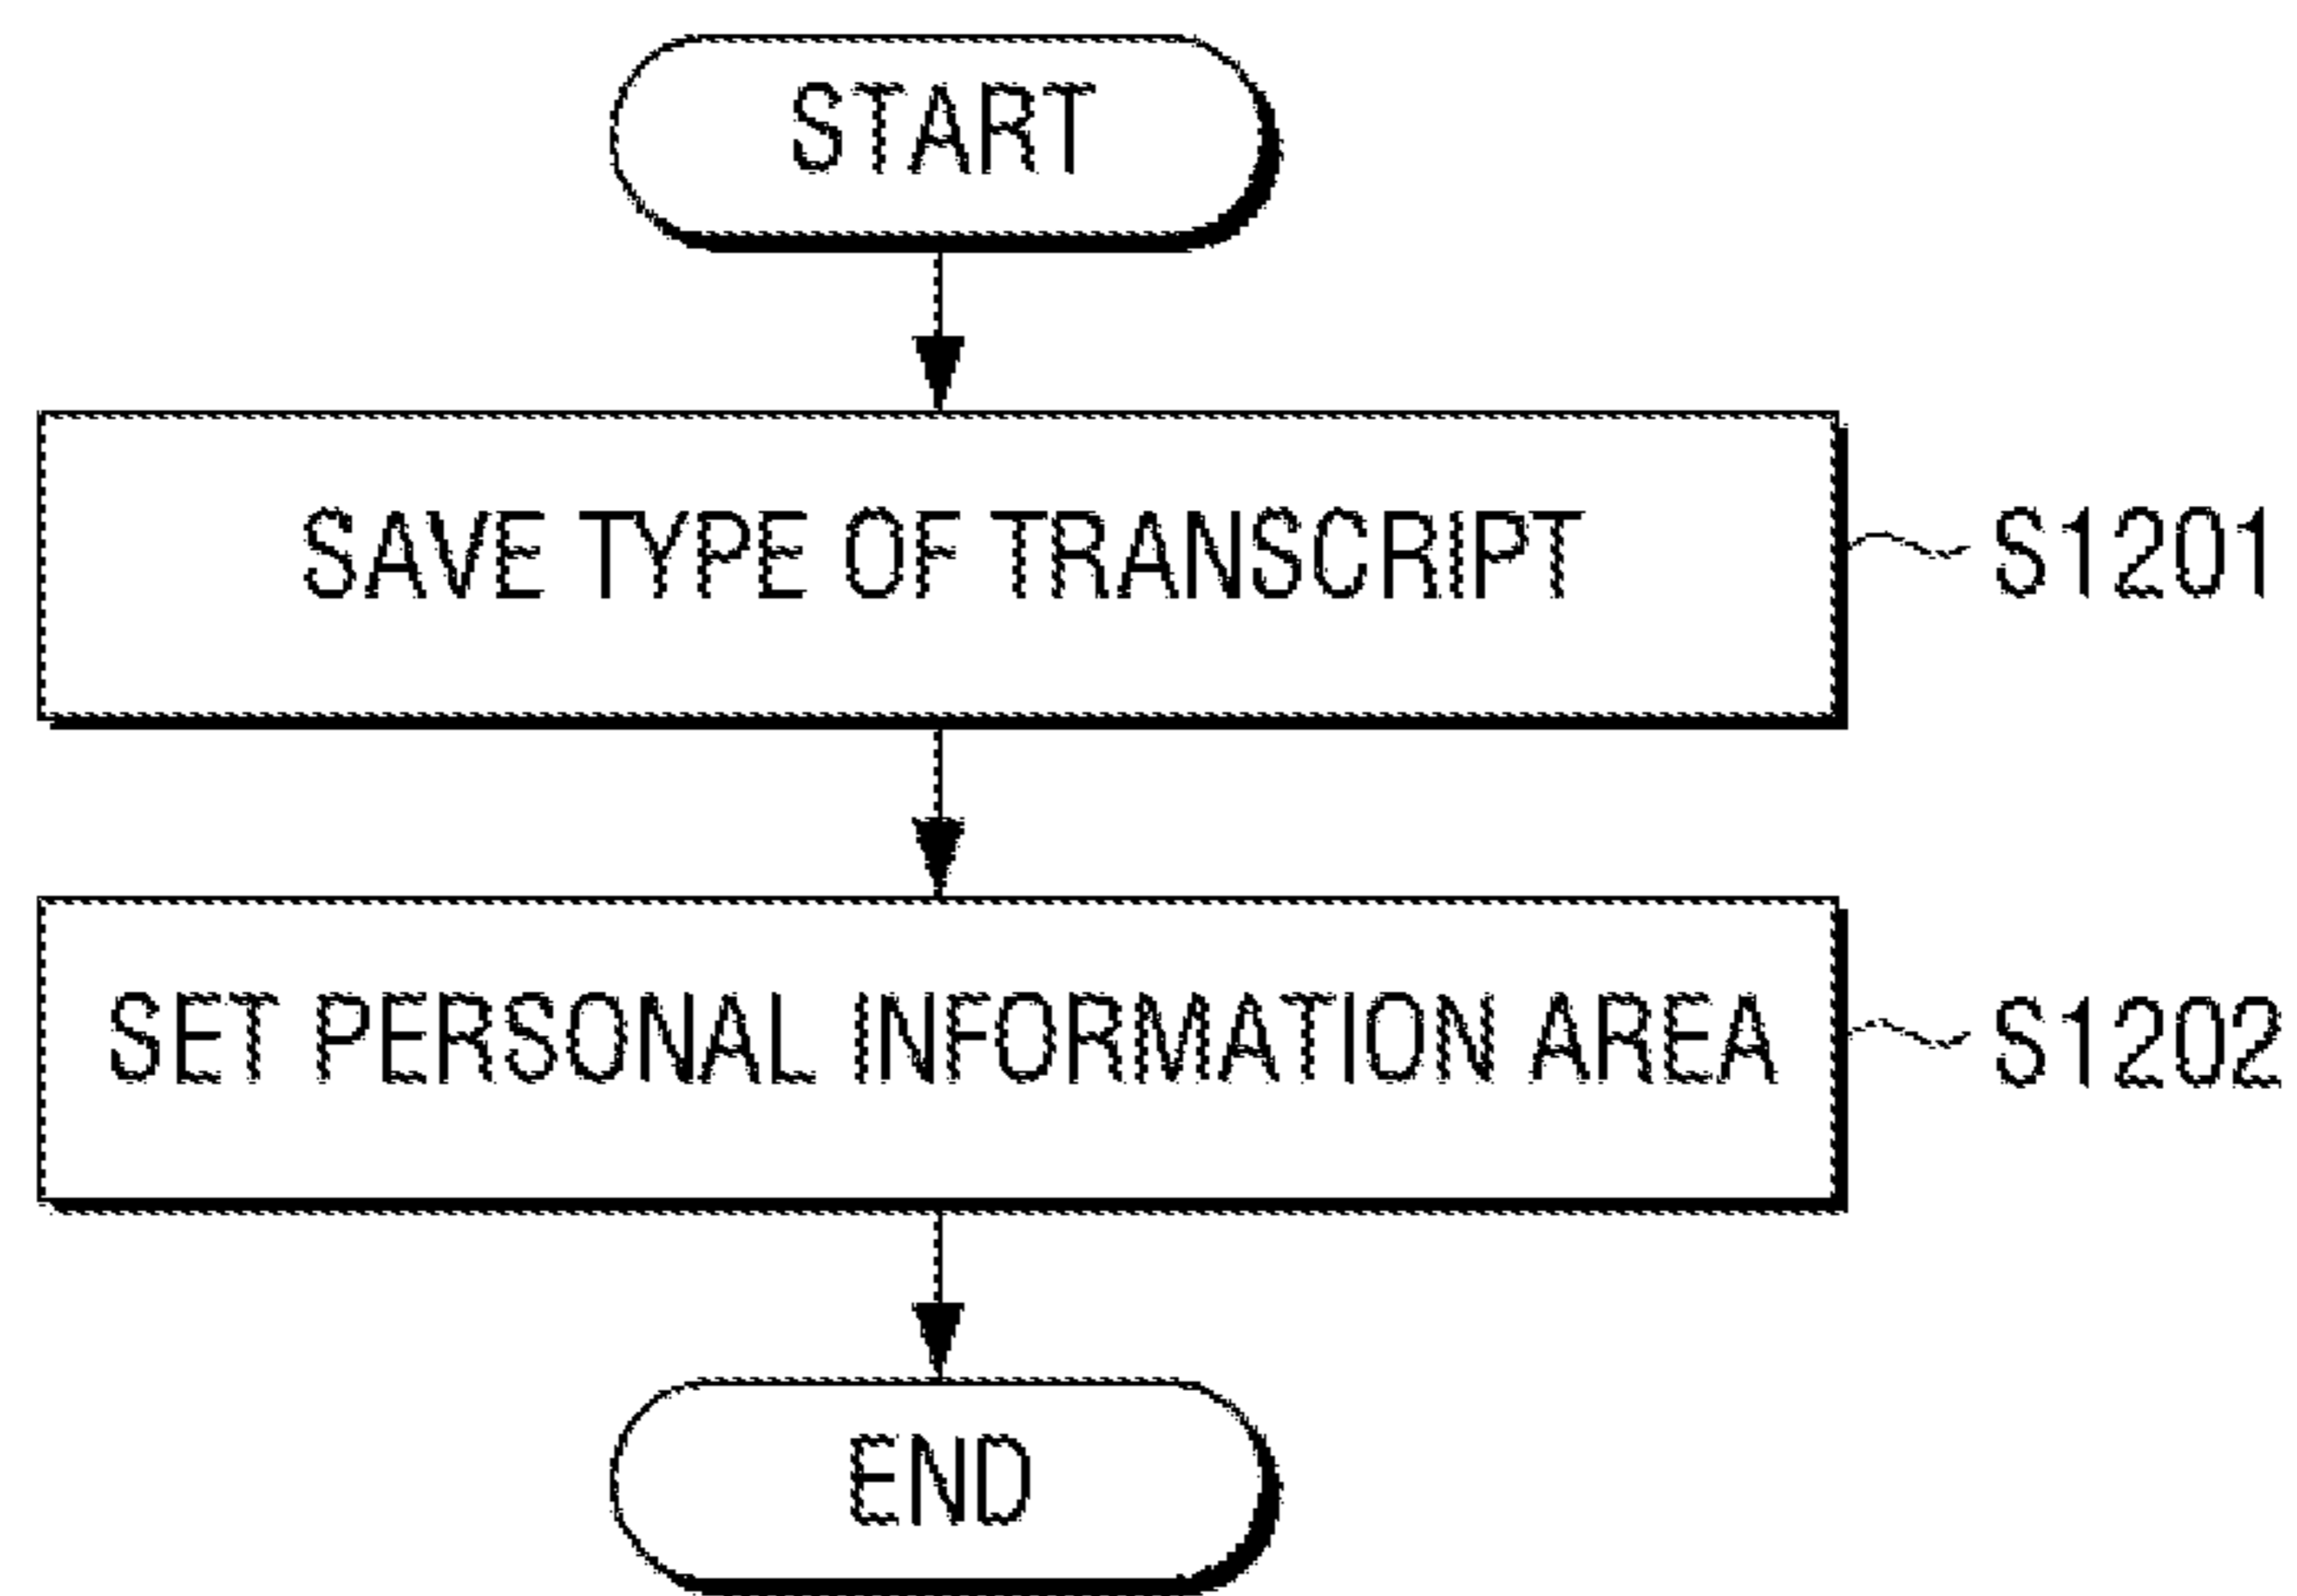 START
SAVE TYPE OF TRANSCRIPT
S1201
SET PERSONAL INFORMATION AREA
S1202
END